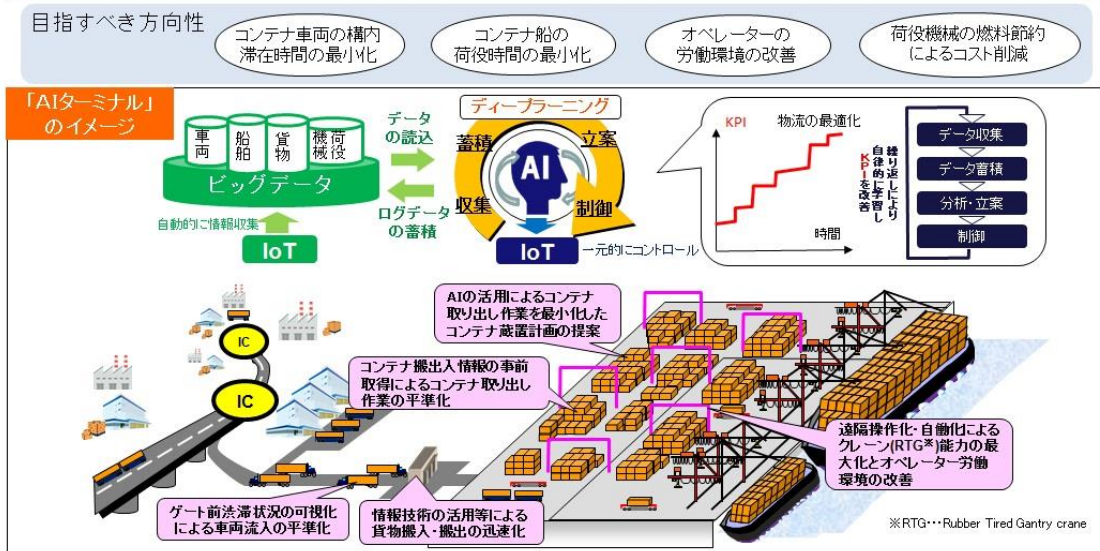 目指すべき方向性
コンテナ車両の構内
滞在時間の最小化
コンテナ船の
荷役時間の最小化
オペレーターの
労働環境の改善
荷役機械の燃料節約
によるコスト削減
「AIターミナル」
のイメージ
車両
船舶
貨物
荷役
機械
ビッグデータ
自動的に情報収集
IoT
データ
の読込
ログデータ
の蓄積
ディープラーニング
蓄積
立案
AI
収集
制御
IoT
一元的にコントロール
KPI
物流の最適化
時間
繰り返しにより
自律的に学習し
KPIを改善
データ収集
データ蓄積
分析・立案
制御
AIの活用によるコンテナ
取り出し作業を最小化した
コンテナ蔵置計画の提案
IC
コンテナ搬出入情報の事前
取得によるコンテナ取り出し
作業の平準化
IC
遠隔操作化・自働化による
クレーン(RTG※)能力の最
大化とオペレーター労働
環境の改善
ゲート前渋滞状況の可視化
による車両流入の平準化
情報技術の活用等による
貨物搬入・搬出の迅速化
※RTG・・・Rubber Tired Gantry crane